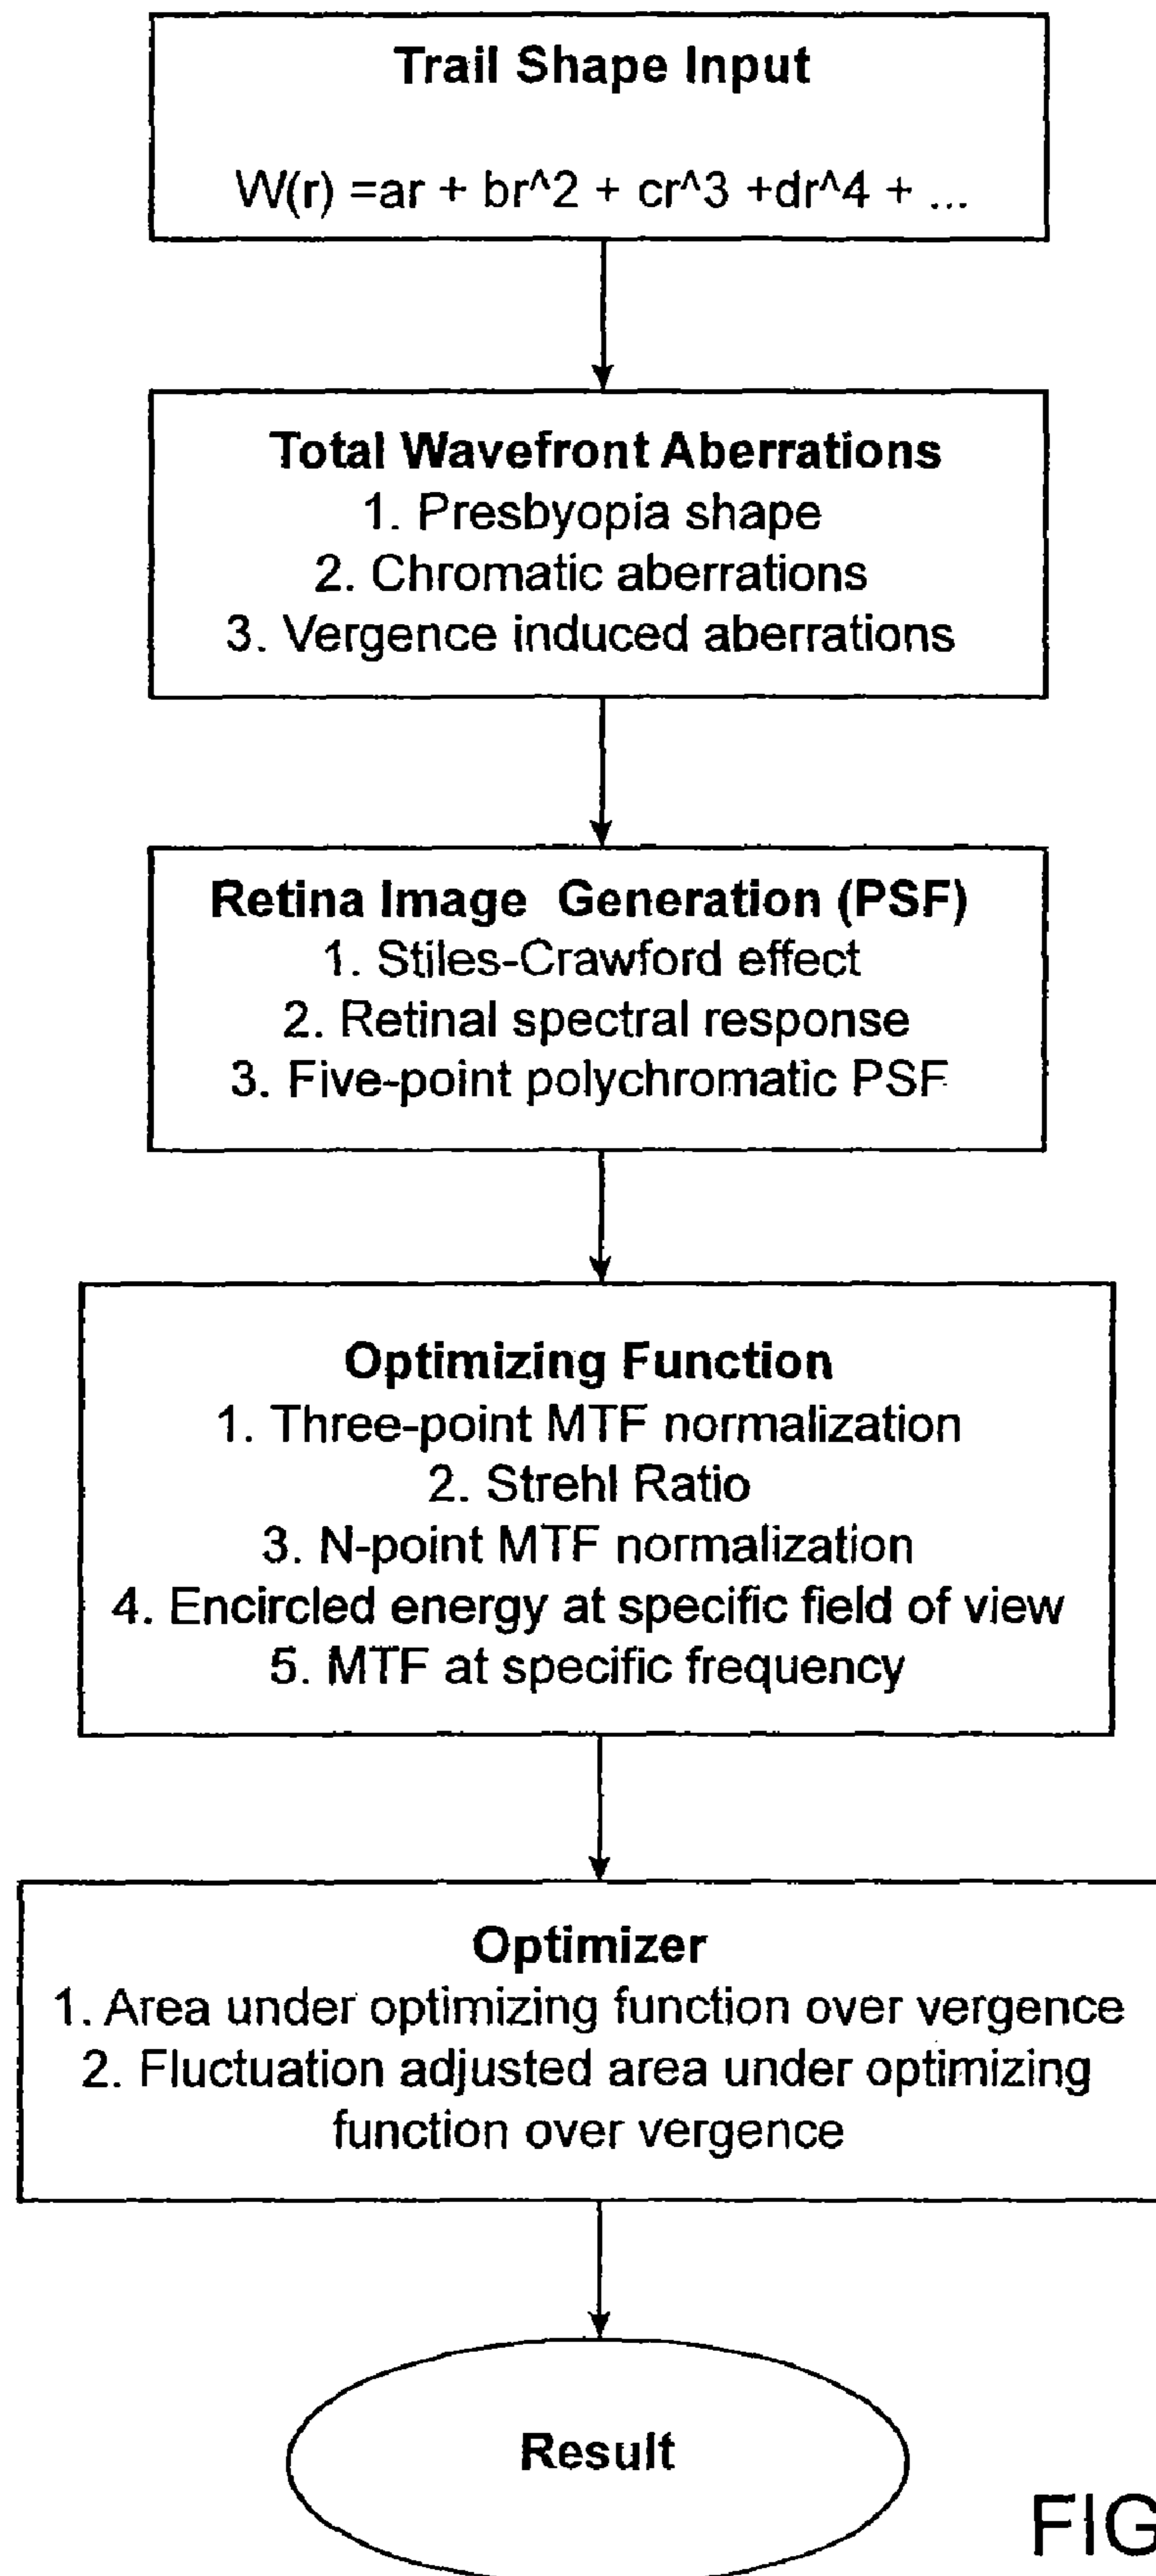 Trail Shape Input
W(r) =ar + br^2 + cr^3 +dr^4 + ...
Total Wavefront Aberrations
1. Presbyopia shape
2. Chromatic aberrations
3. Vergence induced aberrations
Retina Image Generation (PSF)
1. Stiles-Crawford effect
2. Retinal spectral response
3. Five-point polychromatic PSF
Optimizing Function
1. Three-point MTF normalization
2. Strehl Ratio
3. N-point MTF normalization
4. Encircled energy at specific field of view
5. MTF at specific frequency
Optimizer
1. Area under optimizing function over vergence
2. Fluctuation adjusted area under optimizing
function over vergence
Result
FIG